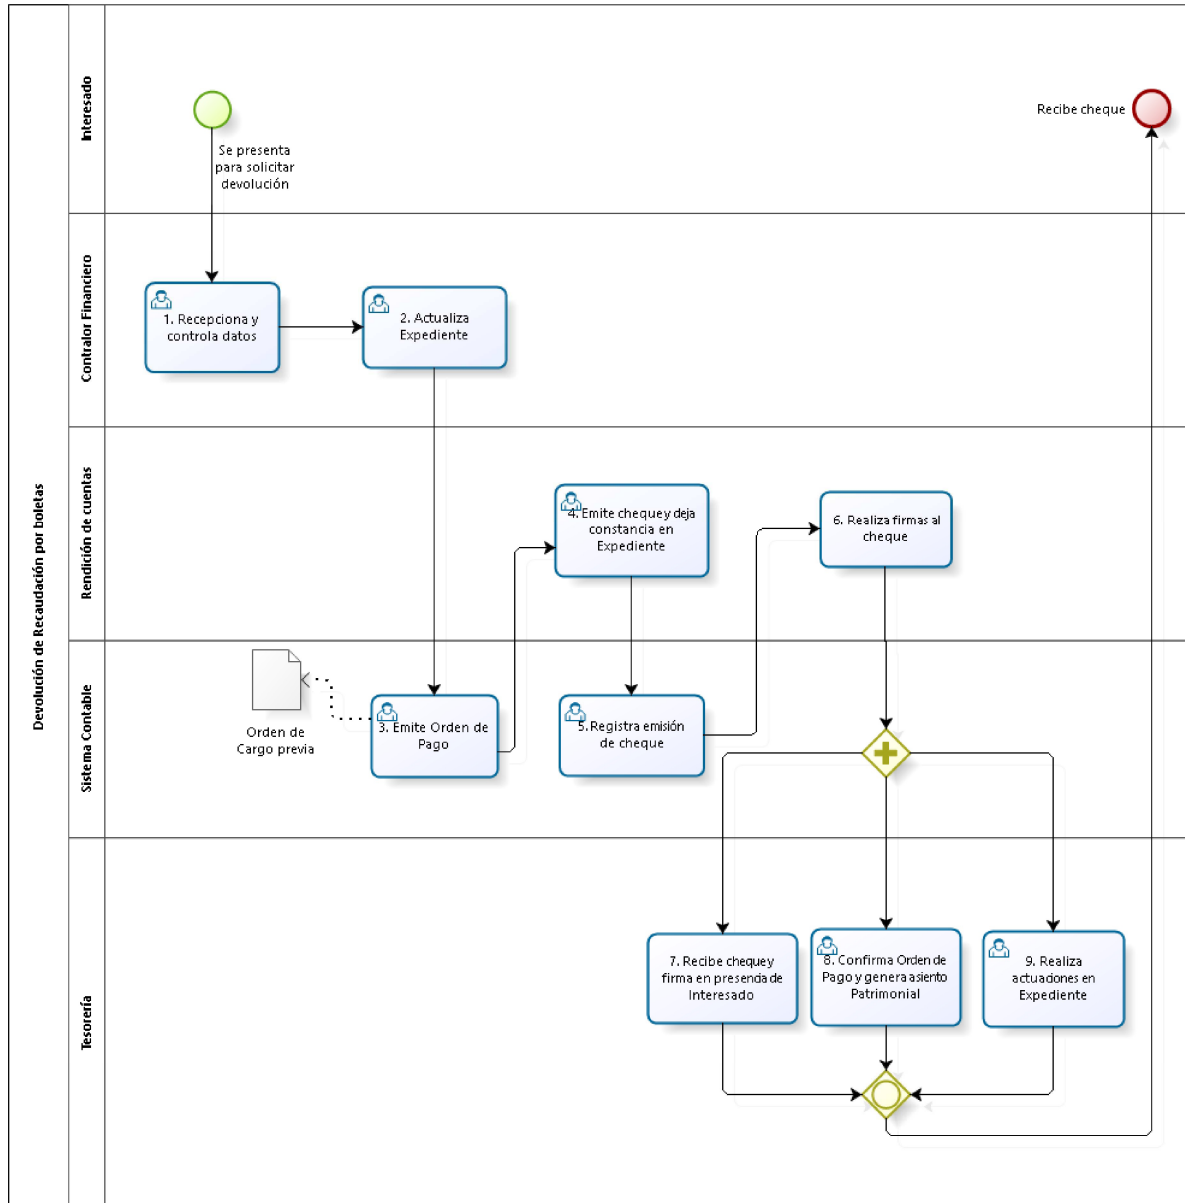 Devolución de Recaudación por boletas
Interesado
Se presenta
para solicitar
devolución
Recibe cheque
Contralor Financiero
1. Recepciona y
controla datos
2. Actualiza
Expediente
Rendición de cuentas
4. Emite cheque y deja
constancia en
Expediente
6. Realiza firmas al
cheque
Sistema Contable
Orden de
Cargo previa
3. Emite Orden de
Pago
5. Registra emisión
de cheque
Tesorería
7. Recibe cheque y
firma en presencia de
Interesado
8. Confirma Orden de
Pago y genera asiento
Patrimonial
9. Realiza
actuaciones en
Expediente